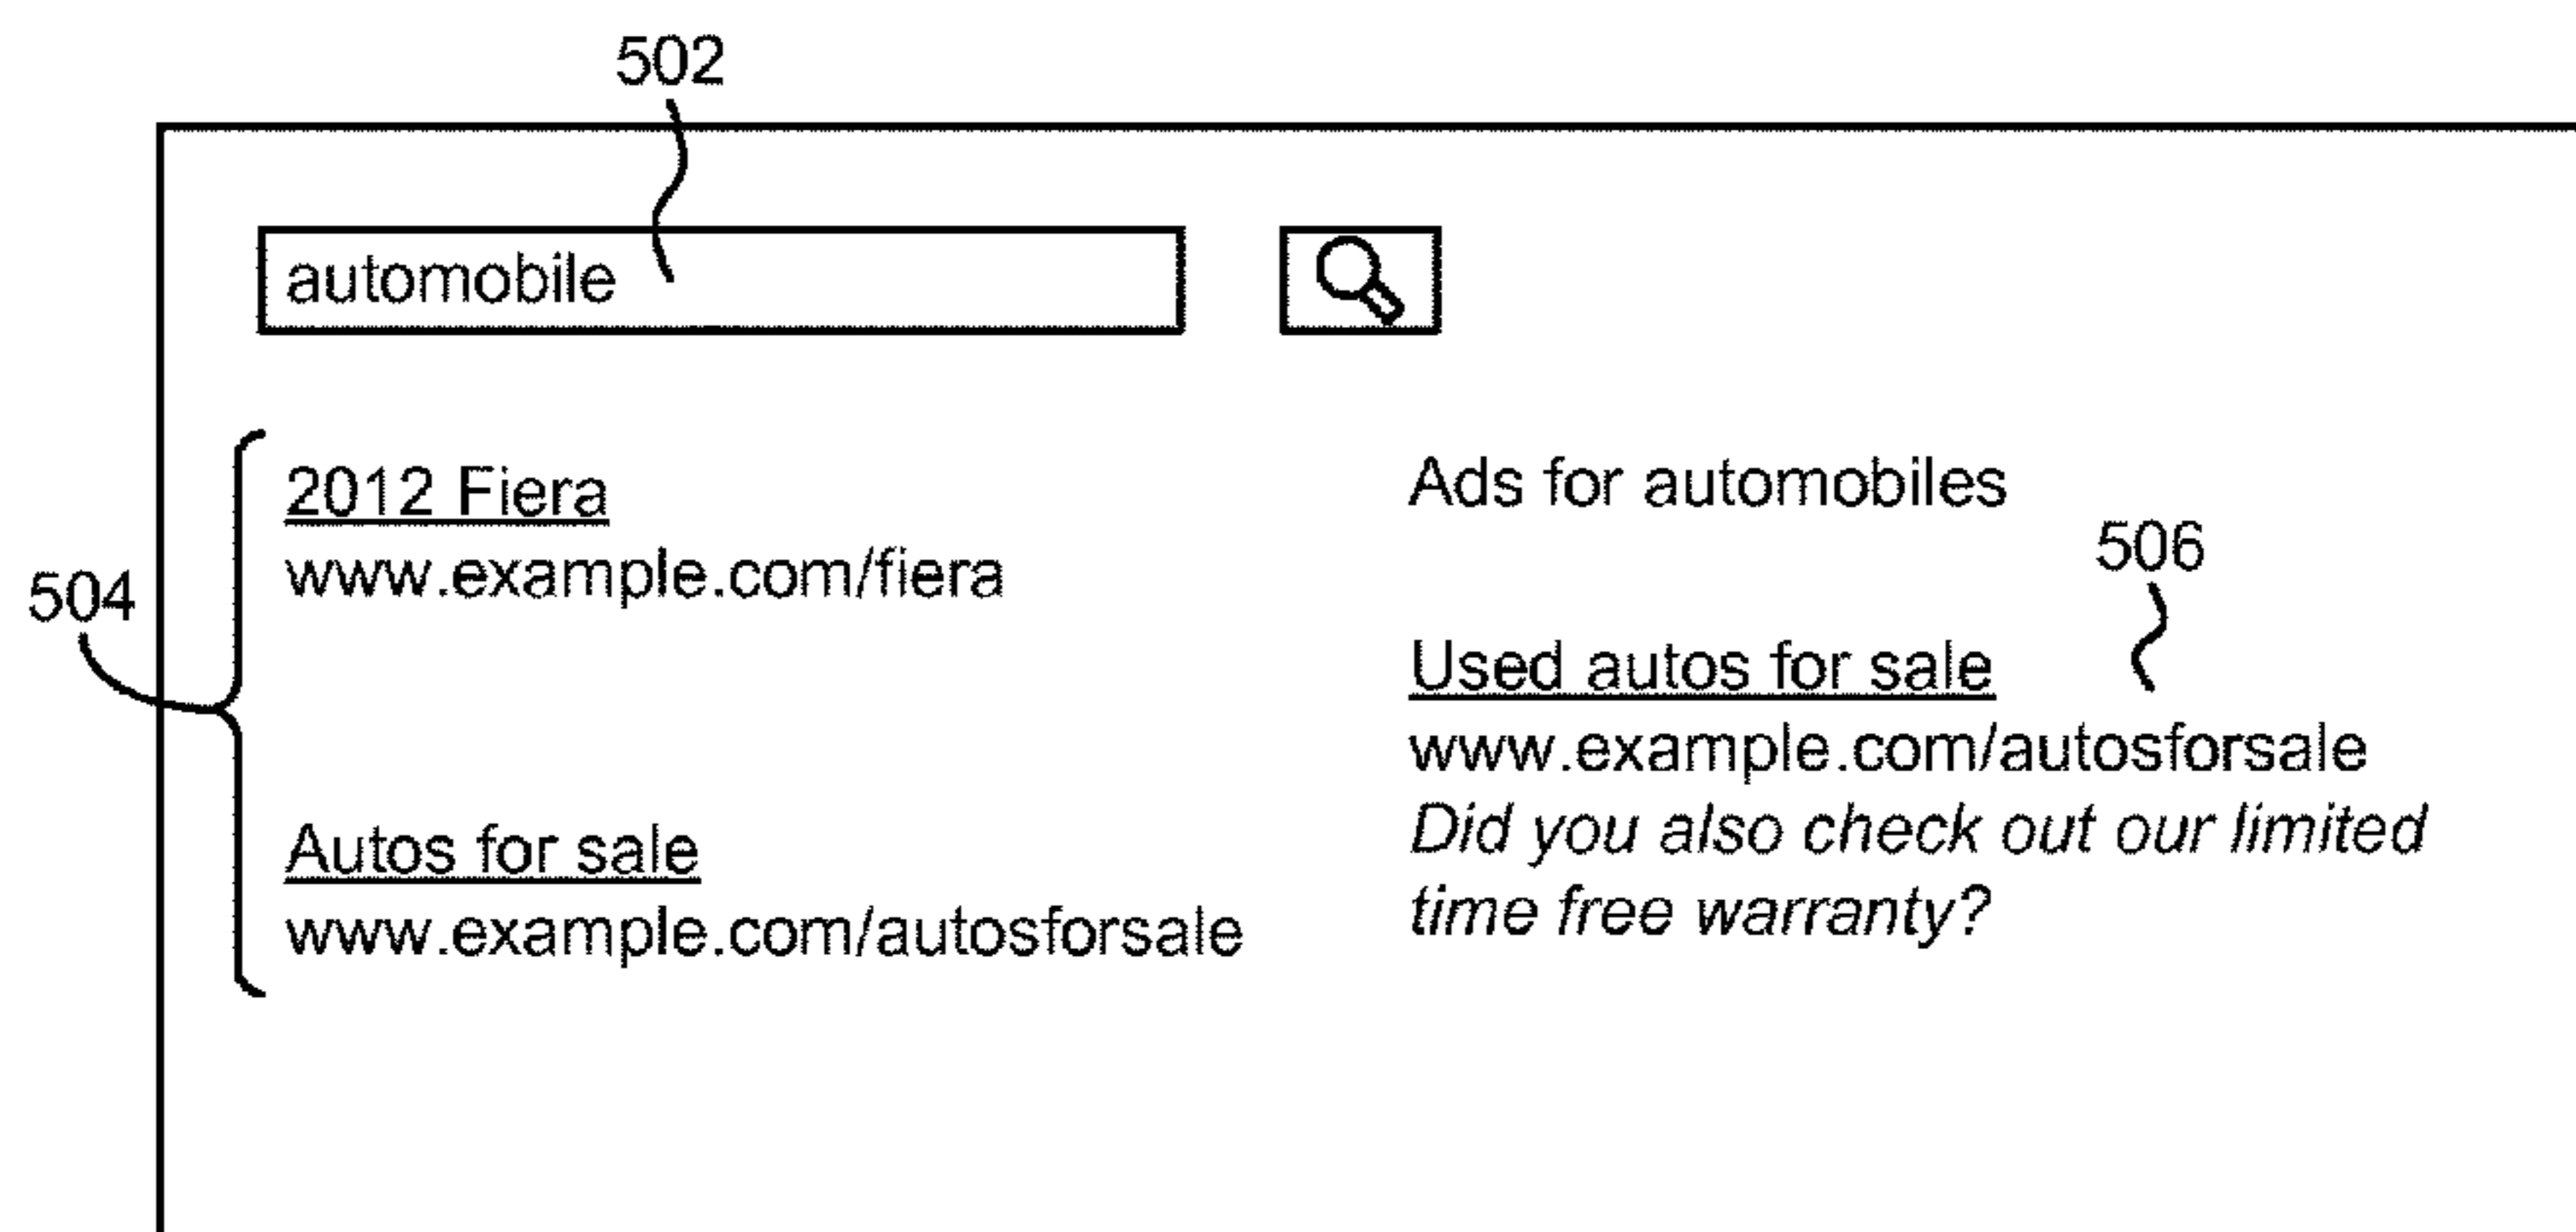 502
automobile
504
2012 Fiera
www.example.com/fiera
Autos for sale
www.example.com/autosforsale
Ads for automobiles
506
Used autos for sale
www.example.com/autosforsale
Did you also check out our limited
time free warranty?